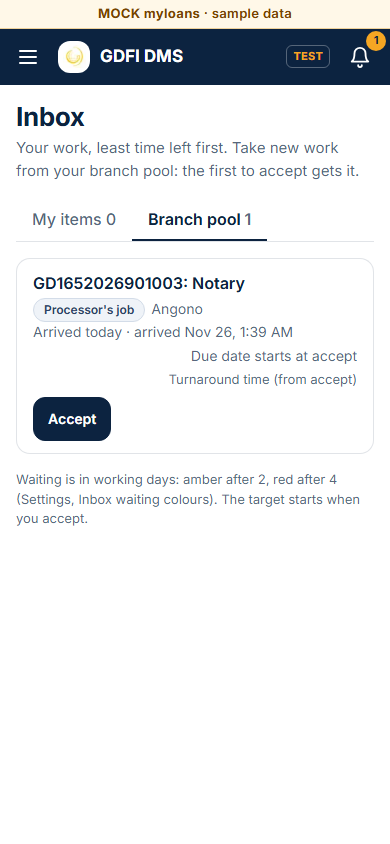 MOCK myloans · sample data
GDFI DMS
TEST
1
Inbox
Your work, least time left first. Take new work
from your branch pool: the first to accept gets it.
My items 0
Branch pool 1
GD1652026901003: Notary
Processor's job
Angono
Arrived today · arrived Nov 26, 1:39 AM
Due date starts at accept
Turnaround time (from accept)
Accept
Waiting is in working days: amber after 2, red after 4
(Settings, Inbox waiting colours). The target starts when
you accept.